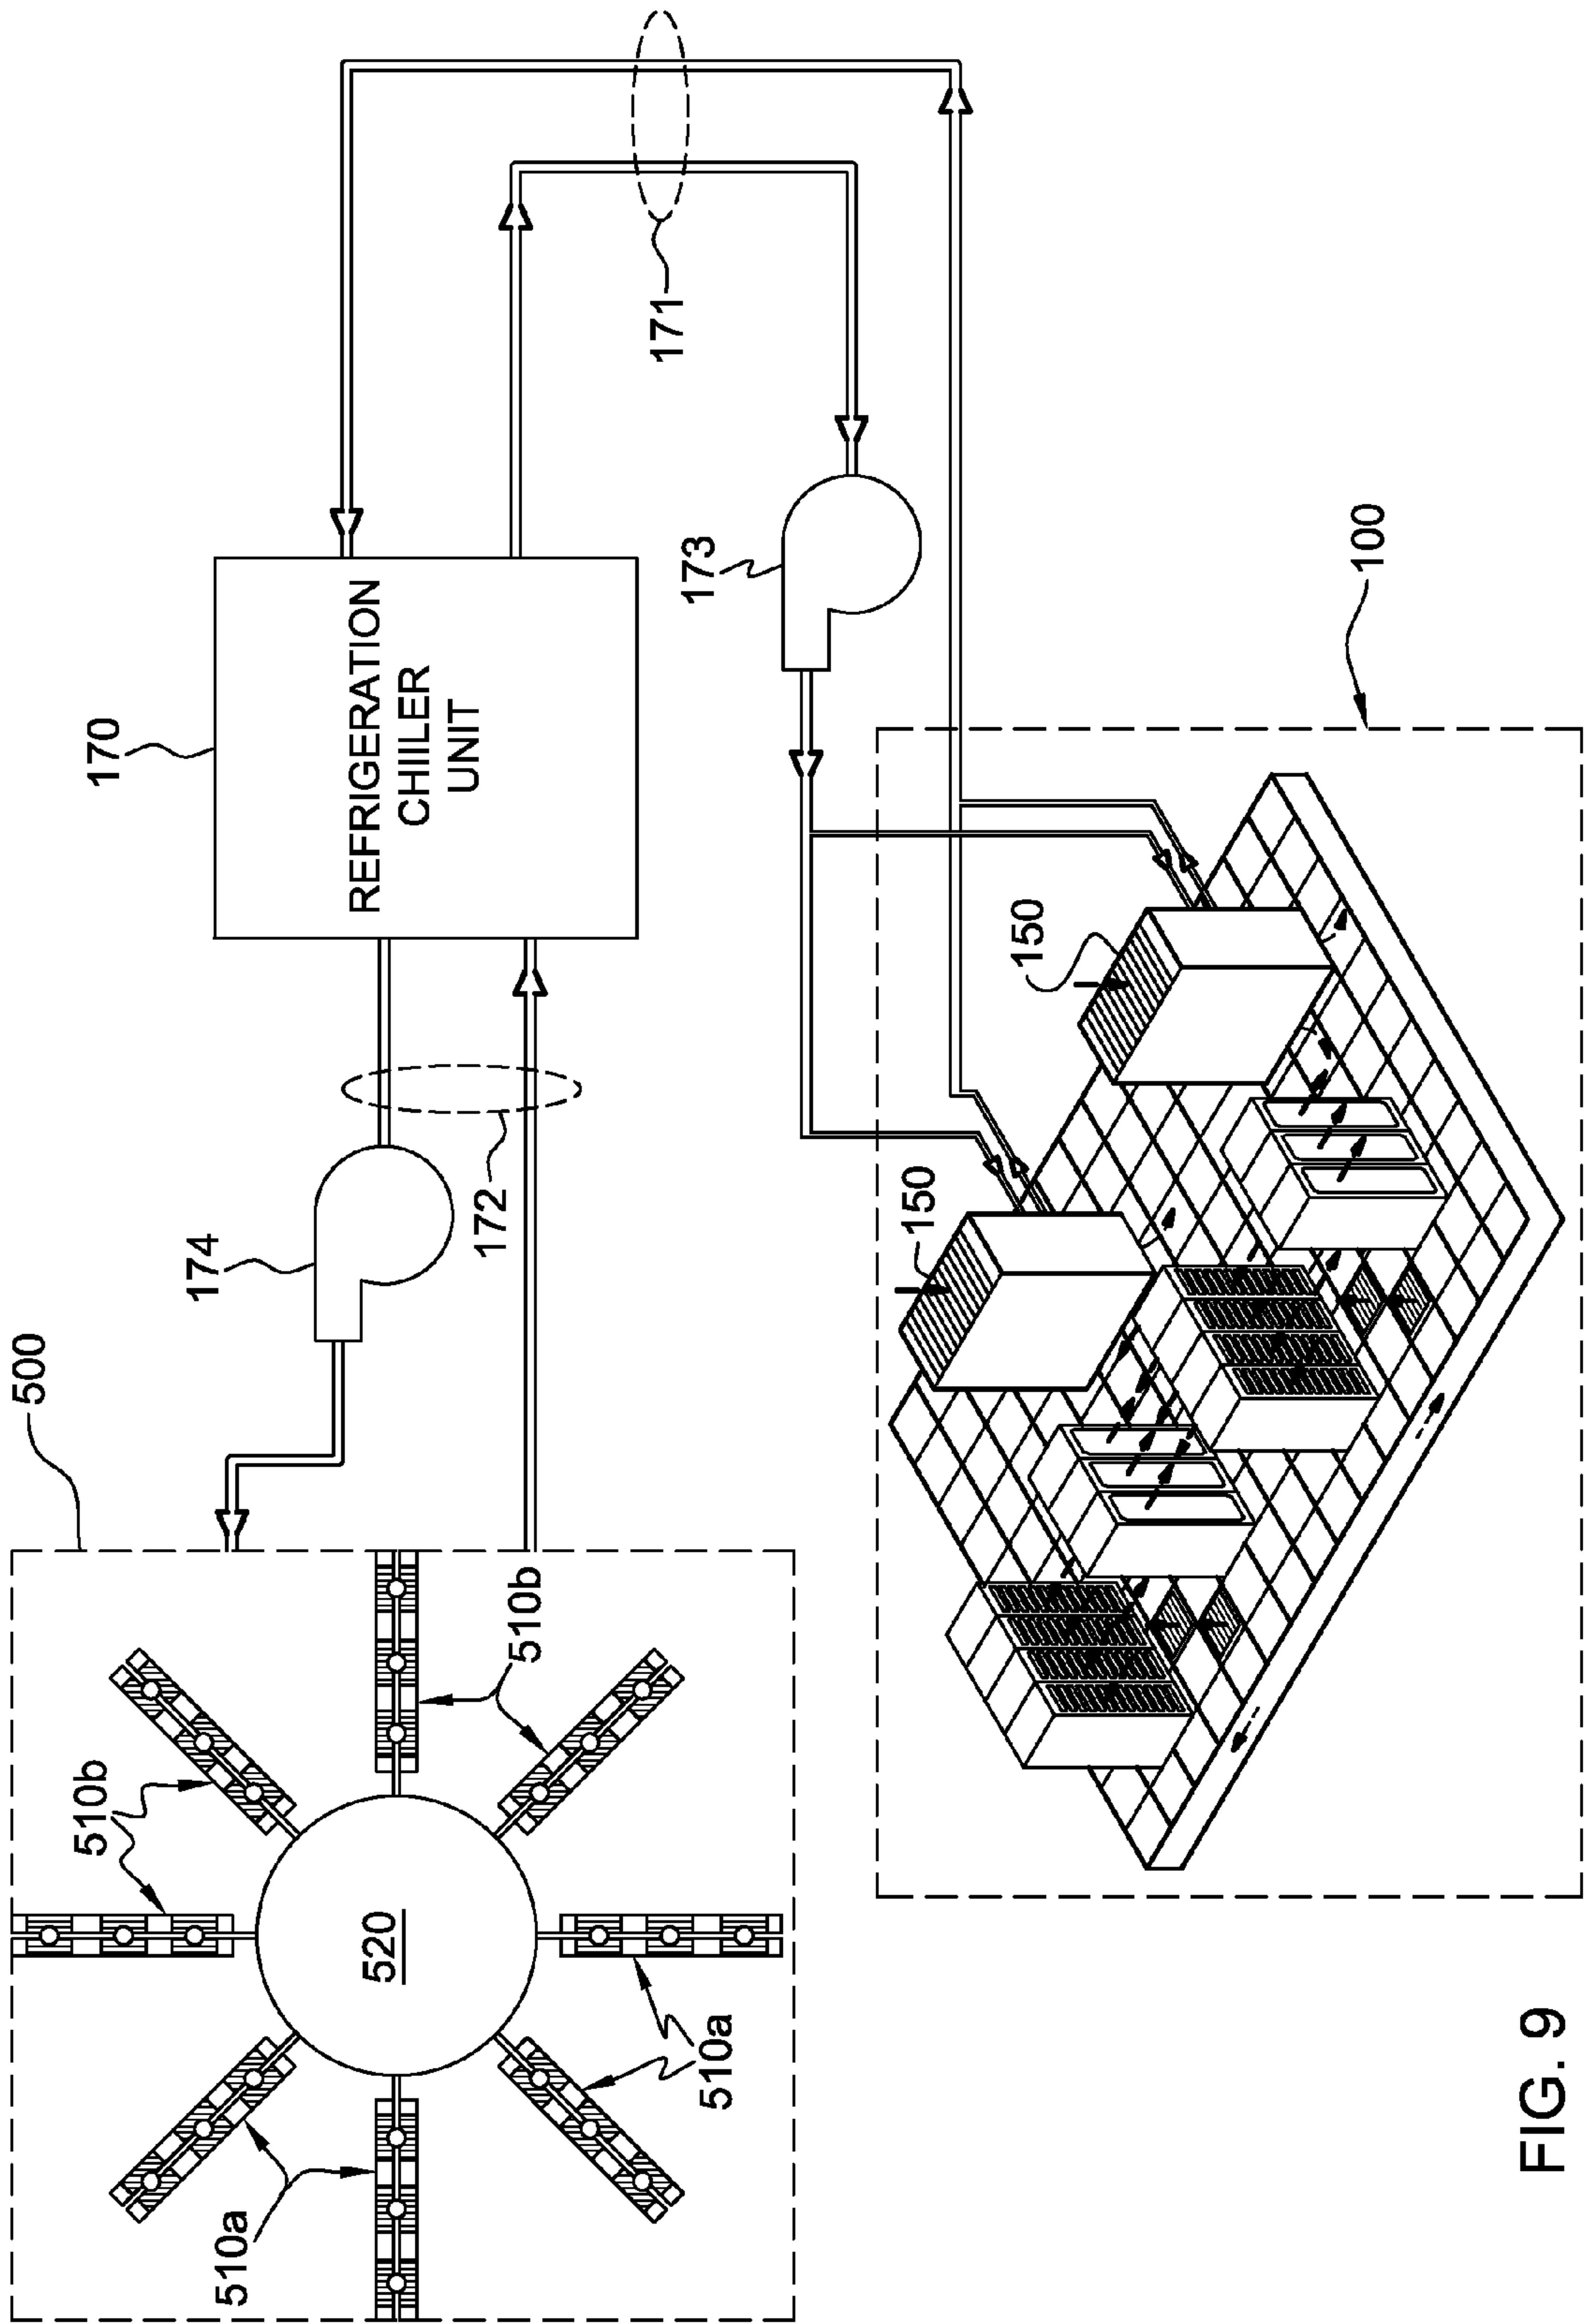 500
510b
170
174
510a
520
REFRIGERATION
CHIILER
UNIT
172
510b
171
173
510a
150
150
100
FIG. 9